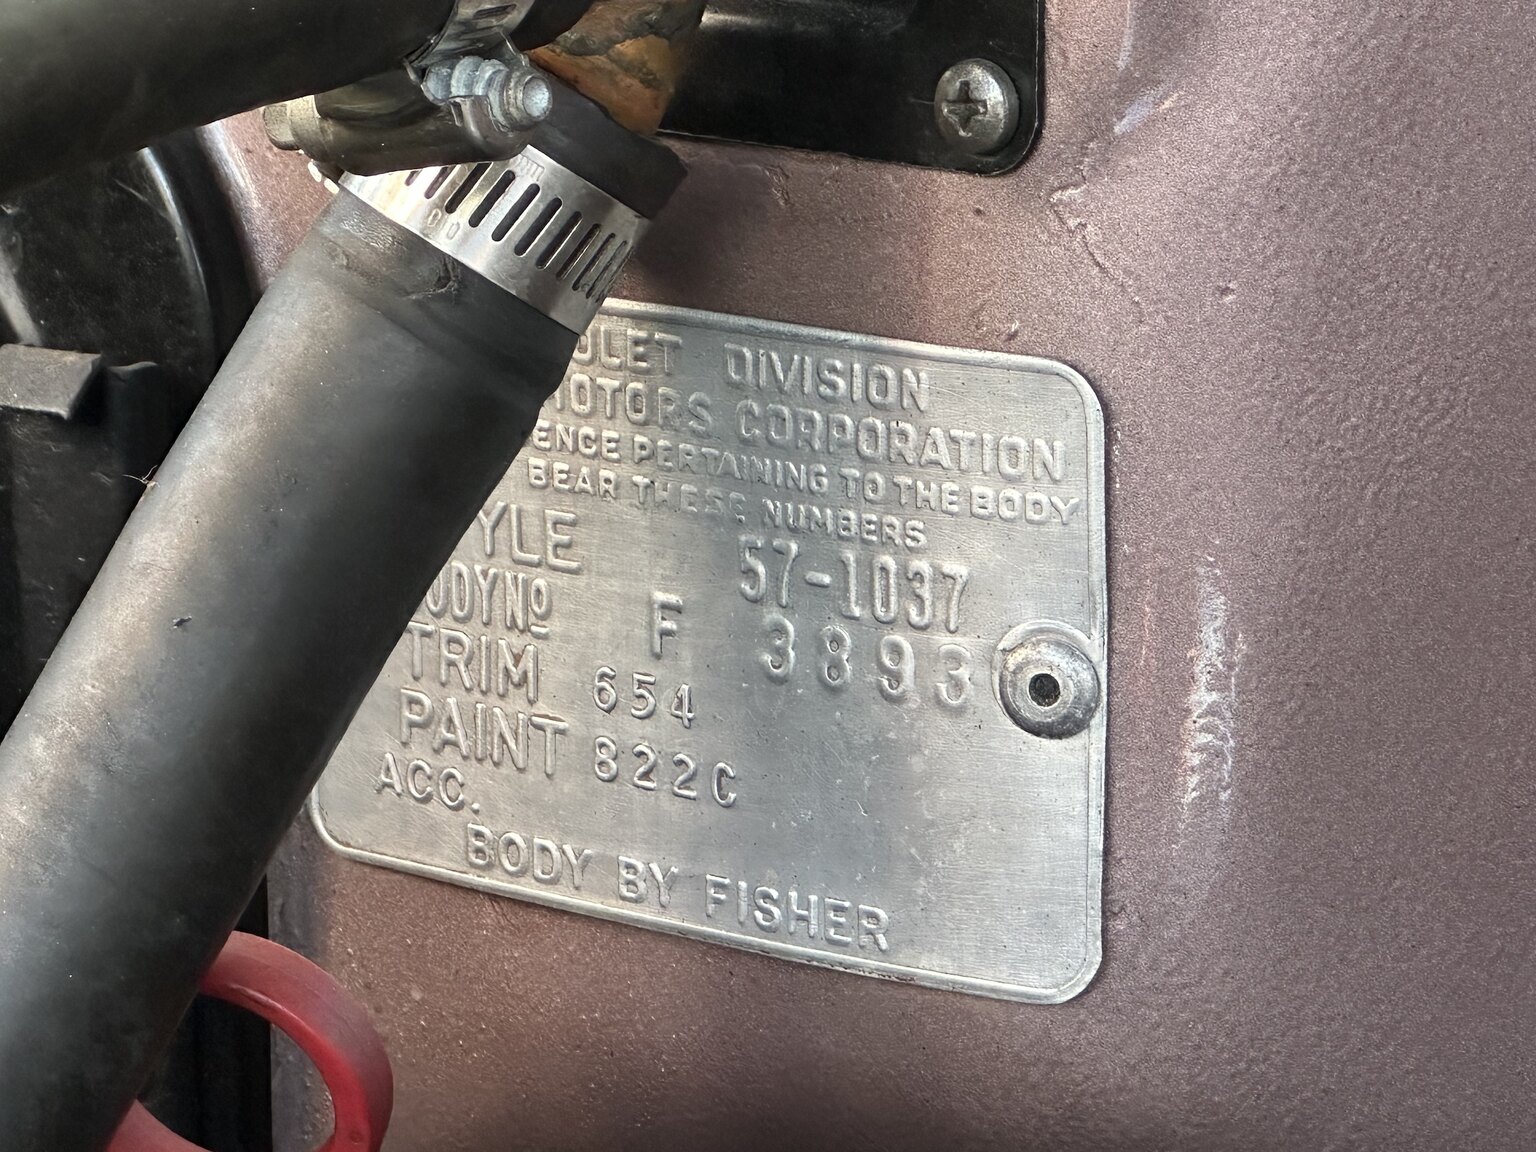 OLET DIVISION
MOTORS CORPORATION
ENCE PERTAINING TO THE BODY
BEAR THESE NUMBERS
YLE 57-1037
ODY No F 3893
TRIM 654
PAINT 822C
ACC.
BODY BY FISHER